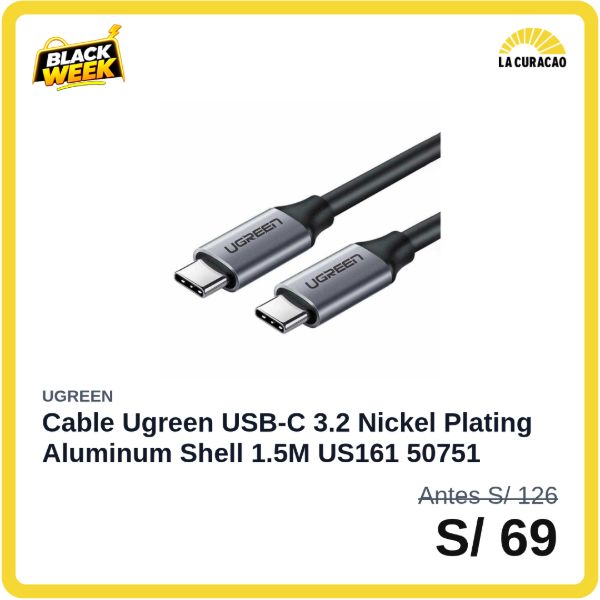 BLACK
WEEK
LA CURACAO
UGREEN
UGREEN
UGREEN
Cable Ugreen USB-C 3.2 Nickel Plating
Aluminum Shell 1.5M US161 50751
Antes S/ 126
S/ 69